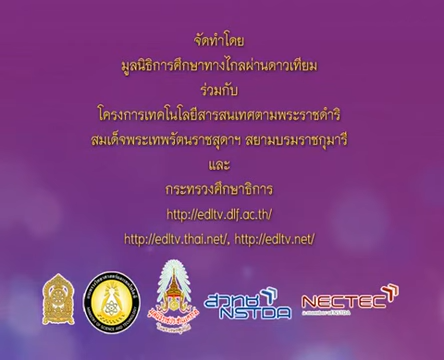 จัดทำโดย
มูลนิธิการศึกษาทางไกลผ่านดาวเทียม
ร่วมกับ
โครงการเทคโนโลยีสารสนเทศตามพระราชดำริ
สมเด็จพระเทพรัตนราชสุดาฯ สยามบรมราชกุมารี
และ
กระทรวงศึกษาธิการ
http://edltv.dlf.ac.th/
http://edltv.thai.net/, http://edltv.net/
สวทช
NSTDA
NECTEC